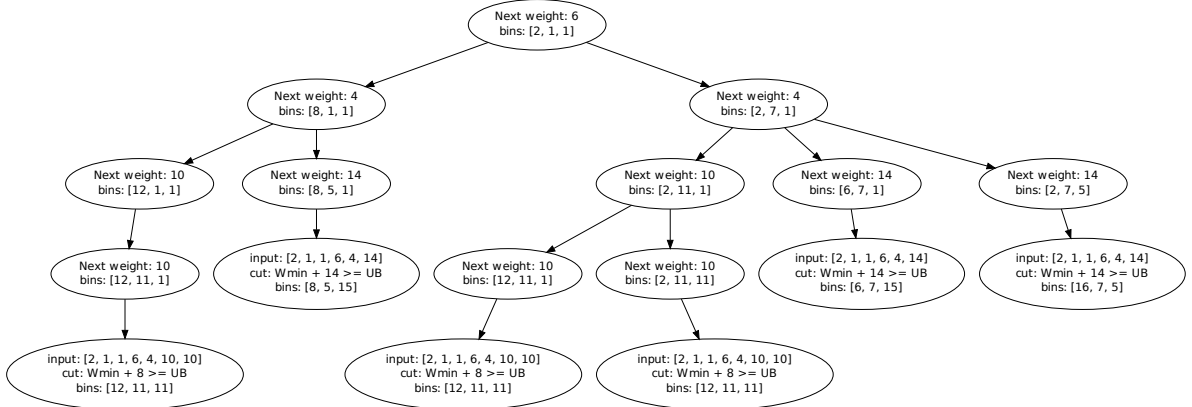 Next weight: 6
bins: [2, 1, 1]
Next weight: 4
bins: [8, 1, 1]
Next weight: 4
bins: [2, 7, 1]
Next weight: 10
bins: [12, 1, 1]
Next weight: 14
bins: [8, 5, 1]
Next weight: 10
bins: [2, 11, 1]
Next weight: 14
bins: [6, 7, 1]
Next weight: 14
bins: [2, 7, 5]
Next weight: 10
bins: [12, 11, 1]
input: [2, 1, 1, 6, 4, 14]
cut: Wmin + 14 >= UB
bins: [8, 5, 15]
Next weight: 10
bins: [12, 11, 1]
Next weight: 10
bins: [2, 11, 11]
input: [2, 1, 1, 6, 4, 14]
cut: Wmin + 14 >= UB
bins: [6, 7, 15]
input: [2, 1, 1, 6, 4, 14]
cut: Wmin + 14 >= UB
bins: [16, 7, 5]
input: [2, 1, 1, 6, 4, 10, 10]
cut: Wmin + 8 >= UB
bins: [12, 11, 11]
input: [2, 1, 1, 6, 4, 10, 10]
cut: Wmin + 8 >= UB
bins: [12, 11, 11]
input: [2, 1, 1, 6, 4, 10, 10]
cut: Wmin + 8 >= UB
bins: [12, 11, 11]